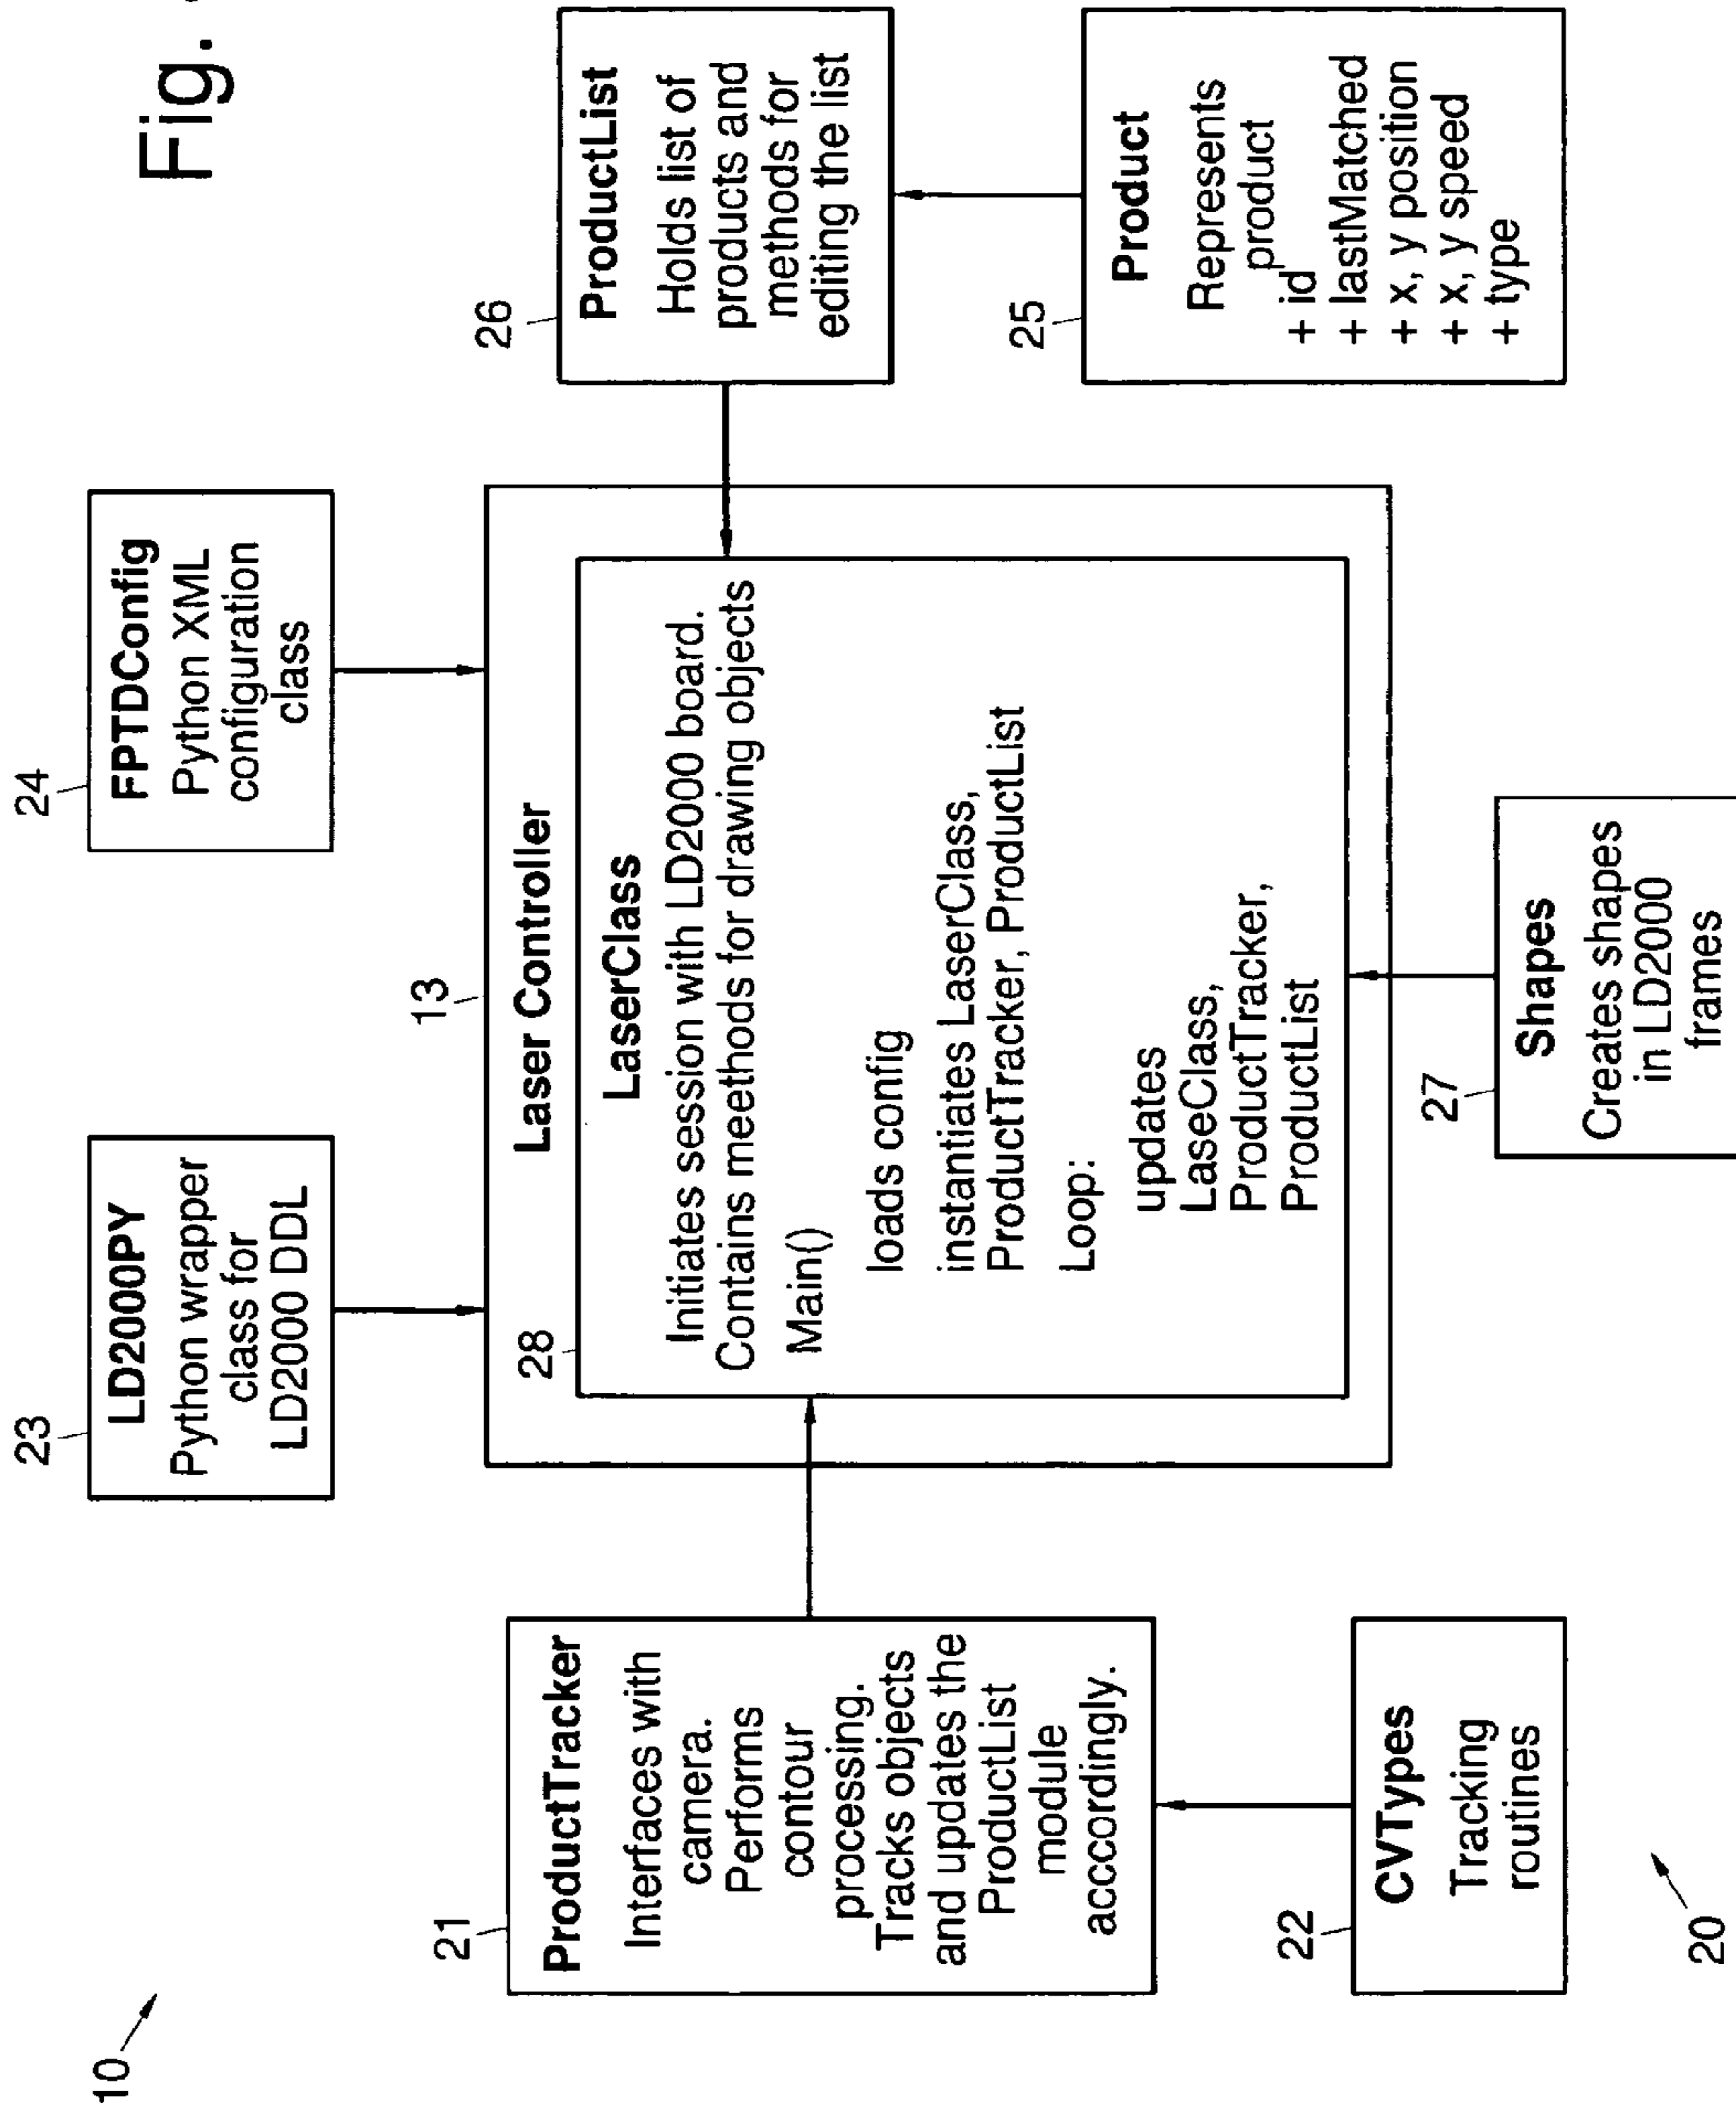 10
Fig.
23
LD2000PY
Python wrapper
class for
LD2000 DDL
24
FPTDConfig
Python XML
configuration
class
13
Laser Controller
21
ProductTracker
Interfaces with
camera.
Performs
contour
processing.
Tracks objects
and updates the
ProductList
module
acccordingly.
28
LaserClass
Initiates session with LD2000 board.
Contains meethods for drawing objects
Main()
loads config
instantiates LaserClass,
ProductTracker, ProductList
Loop:
updates
LaseClass,
ProductTracker,
ProductList
26
ProductList
Holds list of
products and
methods for
editing the list
22
CVTypes
Tracking
routines
27
Shapes
Creates shapes
in LD2000
frames
25
Product
Represents
product
+ id
+ lastMatched
+ x, y position
+ x, y speed
+ type
20